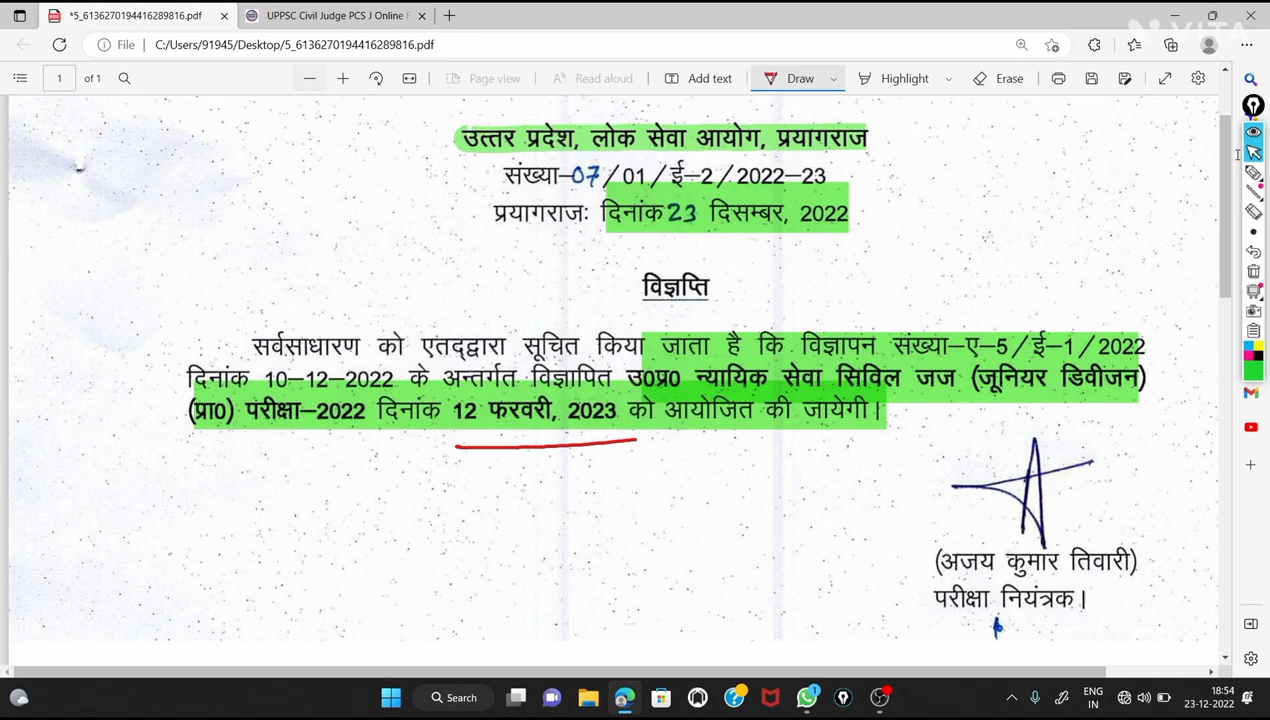 *5_6136270194416289816.pdf
UPPSC Civil Judge PCS J Online F
VITA
File C:/Users/91945/Desktop/5_6136270194416289816.pdf
1 of 1 Page view Read aloud Add text Draw Highlight Erase
उत्तर प्रदेश, लोक सेवा आयोग, प्रयागराज
संख्या-07/01/ई-2/2022-23
प्रयागराजः दिनांक 23 दिसम्बर, 2022
विज्ञप्ति
सर्वसाधारण को एतद्द्वारा सूचित किया जाता है कि विज्ञापन संख्या-ए-5/ई-1/2022
दिनांक 10-12-2022 के अन्तर्गत विज्ञापित उ0प्र0 न्यायिक सेवा सिविल जज (जूनियर डिवीजन)
(प्रा0) परीक्षा-2022 दिनांक 12 फरवरी, 2023 को आयोजित की जायेगी।
(अजय कुमार तिवारी)
परीक्षा नियंत्रक।
Search
1
ENG
IN
18:54
23-12-2022